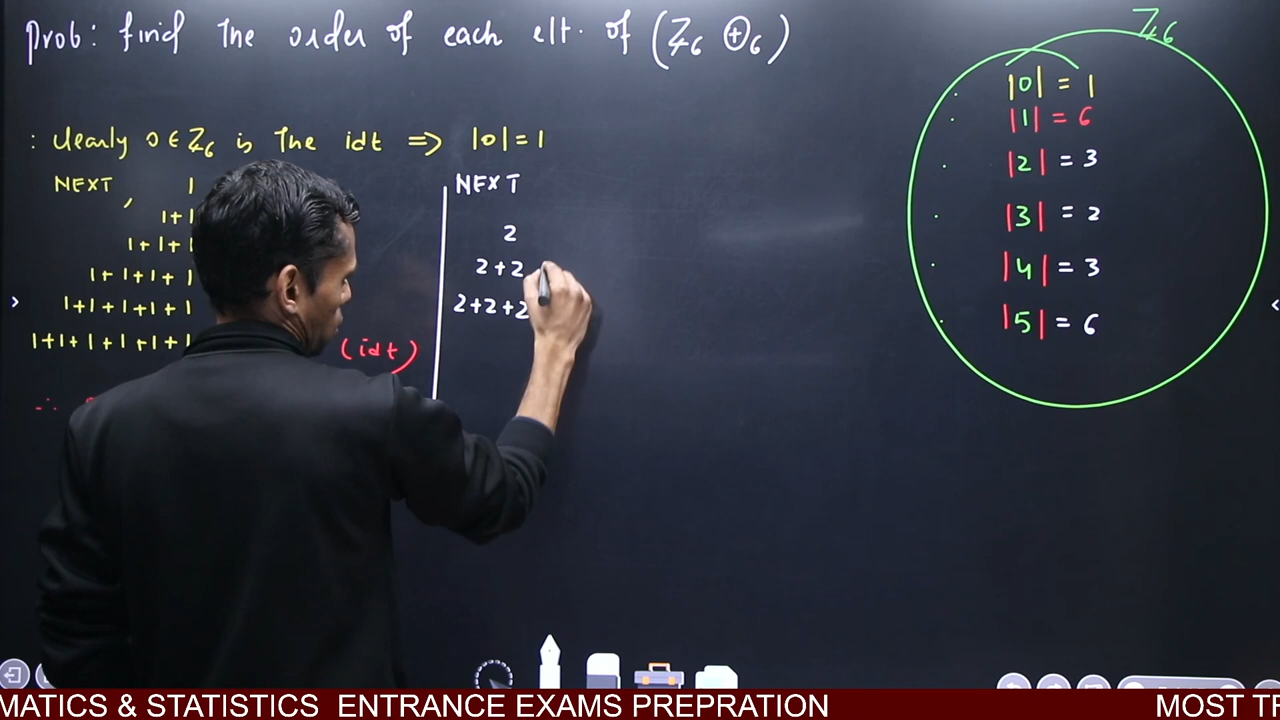 Prob: find The order of each elt. of (Z6 ⊕6)
: Clearly 0 ∈ Z6 is The idt => |0| = 1
NEXT, 1
1+1
1+1+1
1+1+1+1
1+1+1+1+1
1+1+1+1+1+1
(idt)
∴
NEXT
2
2+2
2+2+2
Z6
|0| = 1
|1| = 6
|2| = 3
|3| = 2
|4| = 3
|5| = 6
MATICS & STATISTICS ENTRANCE EXAMS PREPRATION
MOST